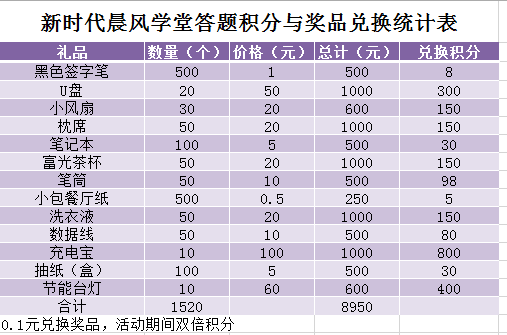 新时代晨风学堂答题积分与奖品兑换统计表
礼品 数量（个） 价格（元） 总计（元） 兑换积分
黑色签字笔 500 1 500 8
U盘 20 50 1000 300
小风扇 30 20 600 150
枕席 50 20 1000 150
笔记本 100 5 500 30
富光茶杯 50 20 1000 150
笔筒 50 10 500 98
小包餐厅纸 500 0.5 250 5
洗衣液 50 20 1000 150
数据线 50 10 500 80
充电宝 10 100 1000 800
抽纸（盒） 100 5 500 30
节能台灯 10 60 600 400
合计 1520 8950
0.1元兑换奖品，活动期间双倍积分